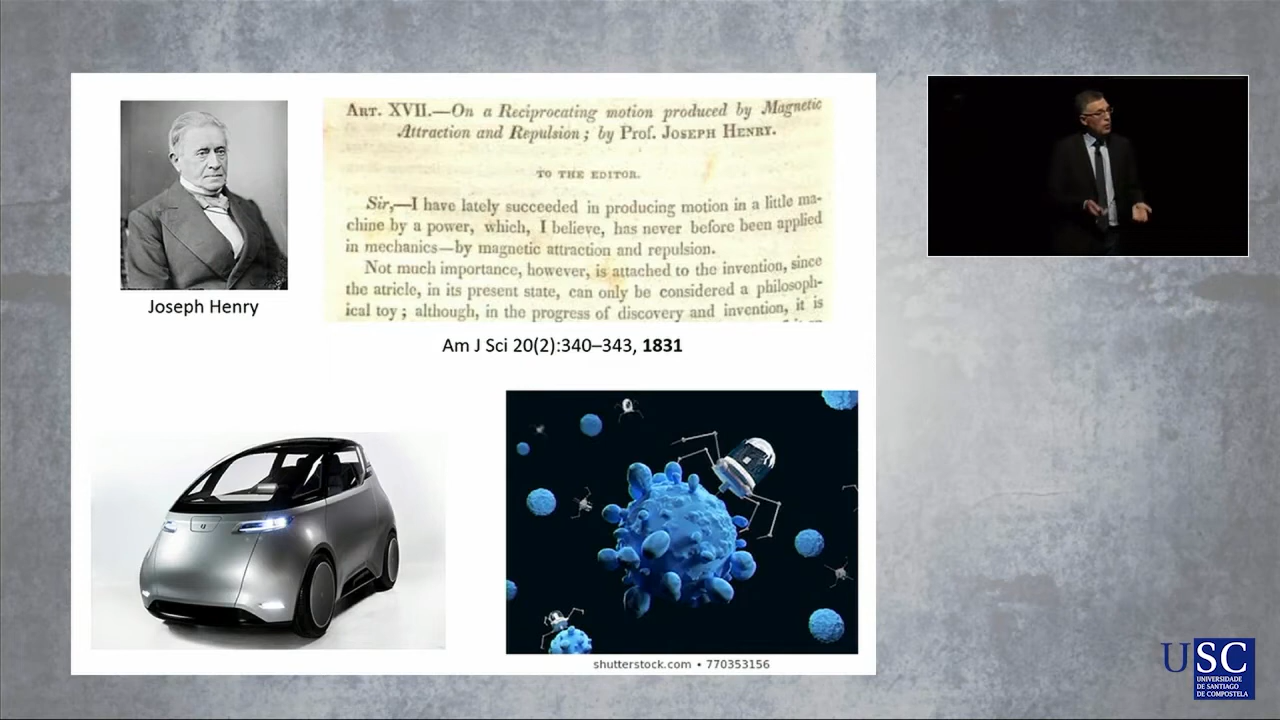 ART. XVII.—On a Reciprocating motion produced by Magnetic
Attraction and Repulsion; by Prof. JOSEPH HENRY.
TO THE EDITOR.
Sir,—I have lately succeeded in producing motion in a little ma-
chine by a power, which, I believe, has never before been applied
in mechanics—by magnetic attraction and repulsion.
Not much importance, however, is attached to the invention, since
the atricle, in its present state, can only be considered a philosoph-
ical toy; although, in the progress of discovery and invention, it is
Joseph Henry
Am J Sci 20(2):340–343, 1831
shutterstock.com • 770353156
USC
UNIVERSIDADE
DE SANTIAGO
DE COMPOSTELA